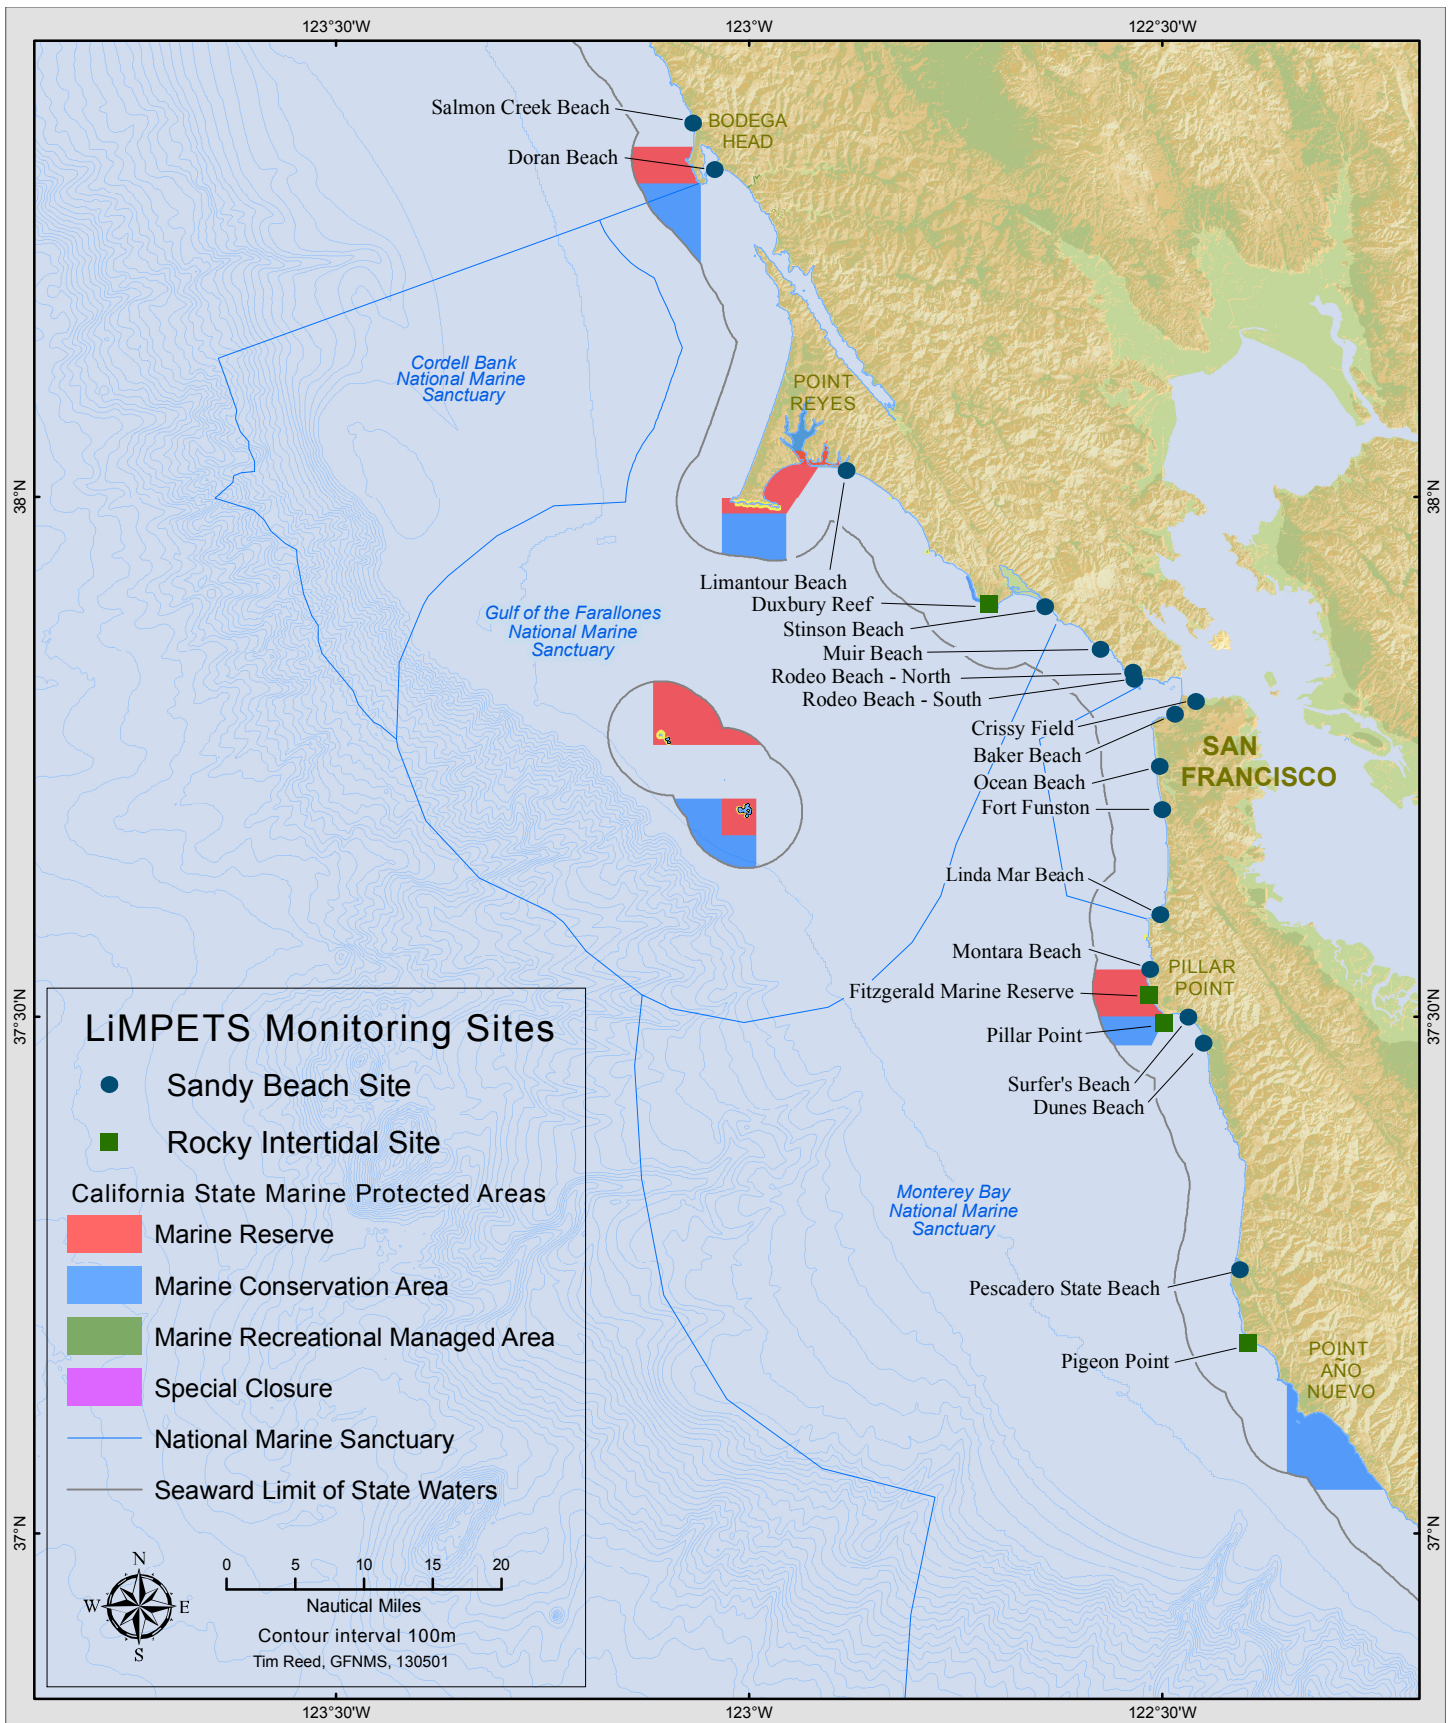 123°30'W
123°W
122°30'W
Salmon Creek Beach
BODEGA
HEAD
Doran Beach
Cordell Bank
National Marine
Sanctuary
POINT
REYES
38°N
38°N
Limantour Beach
Duxbury Reef
Stinson Beach
Muir Beach
Rodeo Beach - North
Rodeo Beach - South
Gulf of the Farallones
National Marine
Sanctuary
Crissy Field
Baker Beach
Ocean Beach
Fort Funston
SAN
FRANCISCO
Linda Mar Beach
Montara Beach
PILLAR
POINT
Fitzgerald Marine Reserve
Pillar Point
Surfer's Beach
Dunes Beach
37°30'N
37°30'N
Monterey Bay
National Marine
Sanctuary
Pescadero State Beach
Pigeon Point
POINT
AÑO
NUEVO
37°N
37°N
LiMPETS Monitoring Sites
Sandy Beach Site
Rocky Intertidal Site
California State Marine Protected Areas
Marine Reserve
Marine Conservation Area
Marine Recreational Managed Area
Special Closure
National Marine Sanctuary
Seaward Limit of State Waters
N
W E
S
0 5 10 15 20
Nautical Miles
Contour interval 100m
Tim Reed, GFNMS, 130501
123°30'W
123°W
122°30'W